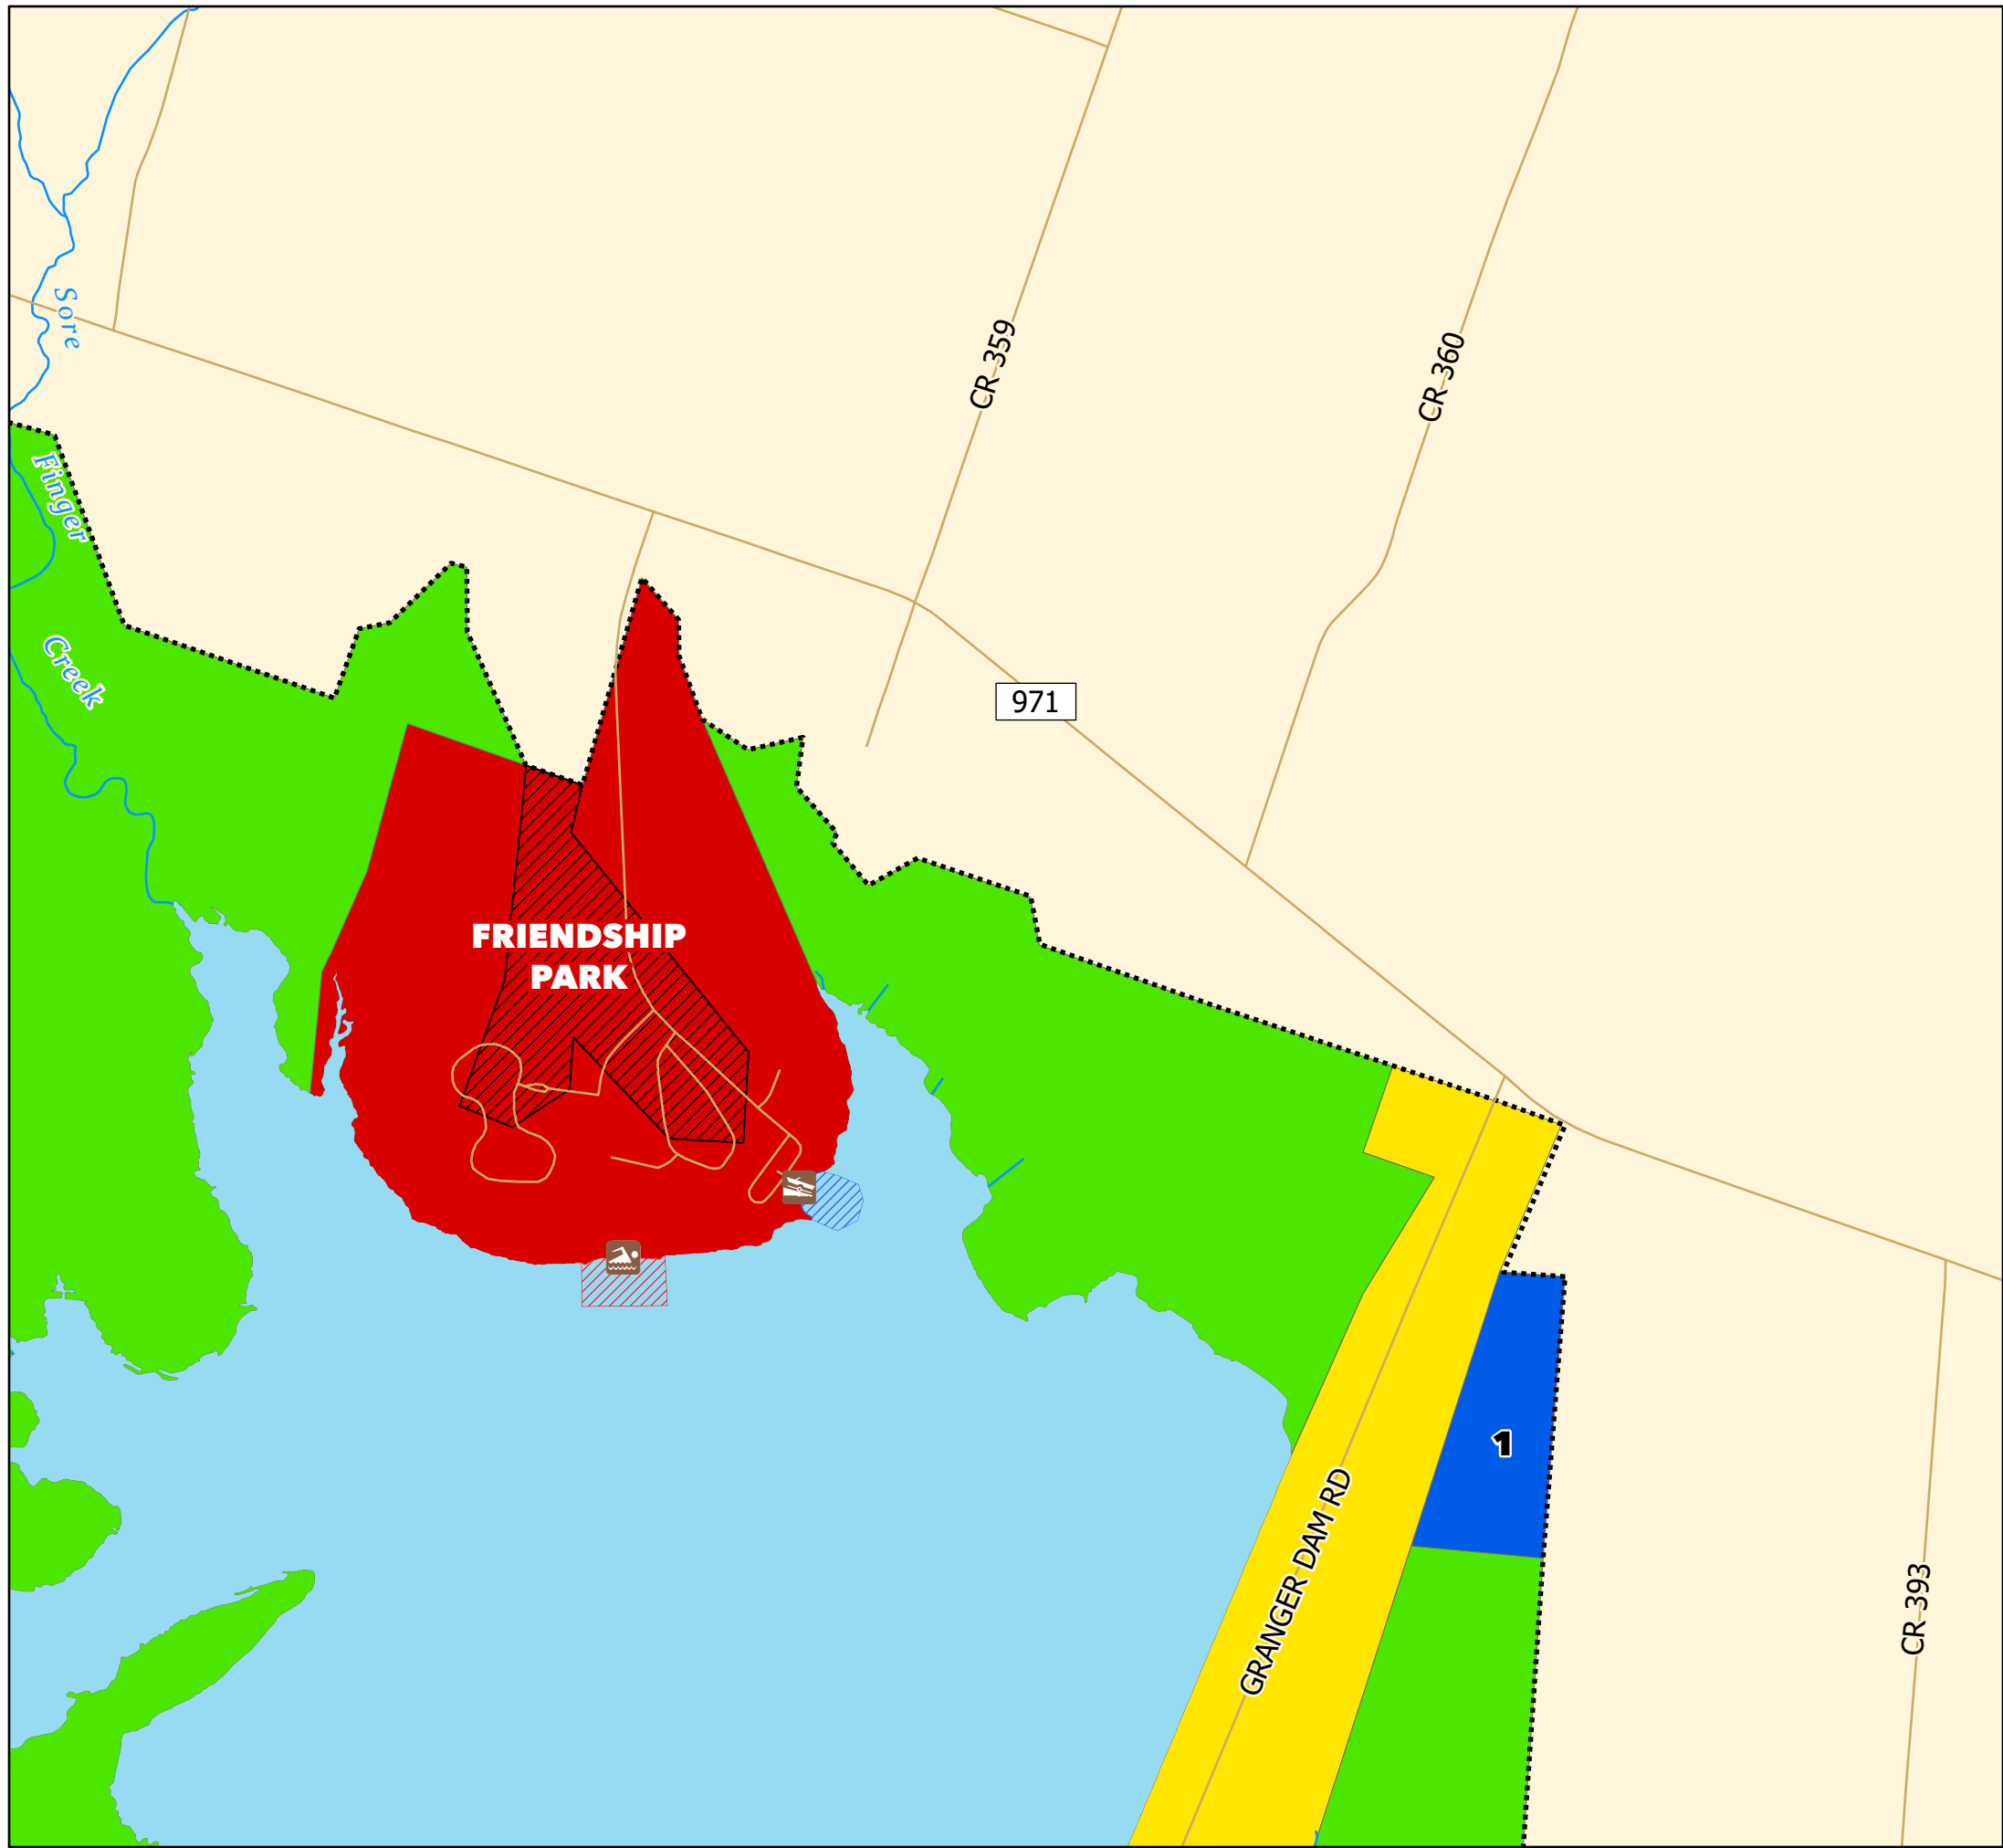 Sore
CR 359
CR 360
Finger
Creek
971
FRIENDSHIP
PARK
1
GRANGER DAM RD
CR 393